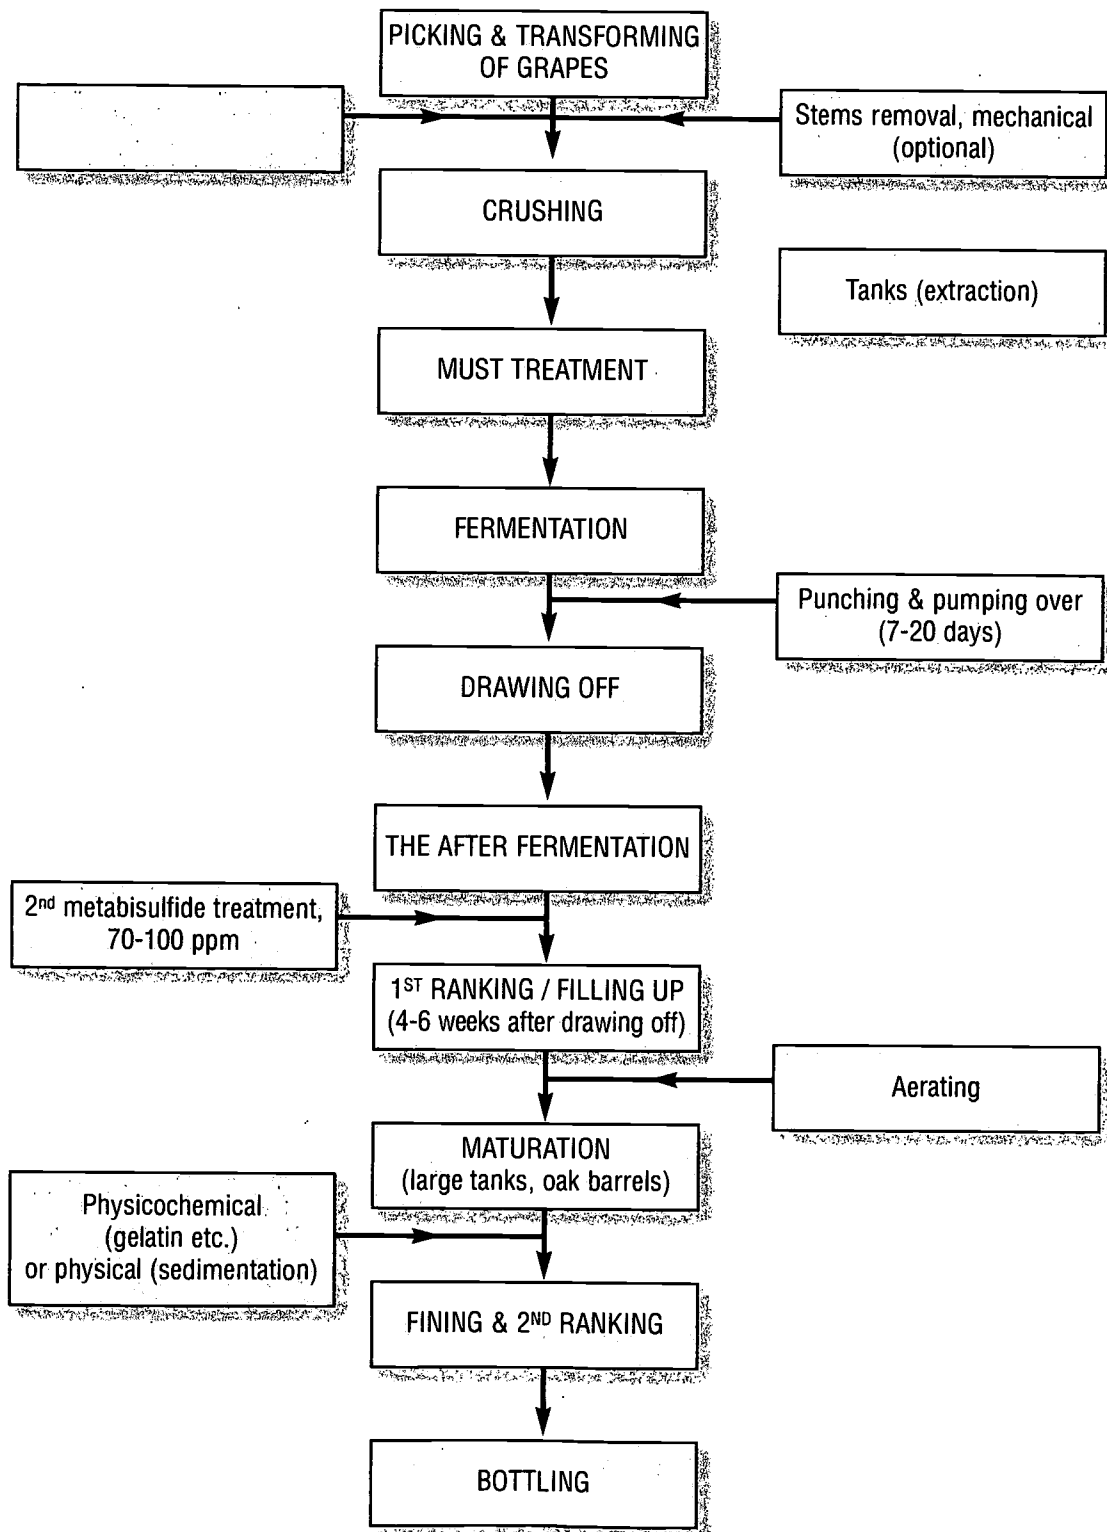 PICKING & TRANSFORMING
OF GRAPES
Stems removal, mechanical
(optional)
CRUSHING
Tanks (extraction)
MUST TREATMENT
FERMENTATION
Punching & pumping over
(7-20 days)
DRAWING OFF
THE AFTER FERMENTATION
2nd metabisulfide treatment,
70-100 ppm
1ST RANKING / FILLING UP
(4-6 weeks after drawing off)
Aerating
MATURATION
(large tanks, oak barrels)
Physicochemical
(gelatin etc.)
or physical (sedimentation)
FINING & 2ND RANKING
BOTTLING